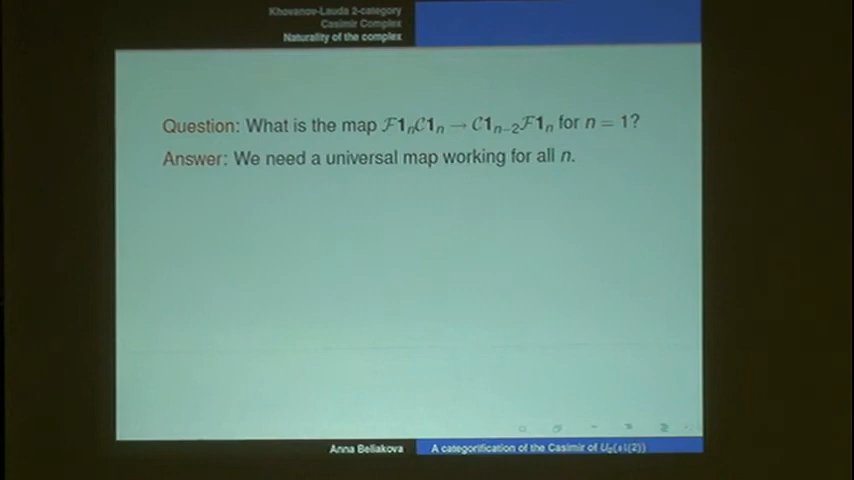 Khovanov-Lauda 2-category
Casimir Complex
Naturality of the complex
Question: What is the map ℱ1ₙ𝒞1ₙ → 𝒞1ₙ₋₂ℱ1ₙ for n = 1?
Answer: We need a universal map working for all n.
Anna Beliakova
A categorification of the Casimir of U_q(sl(2))